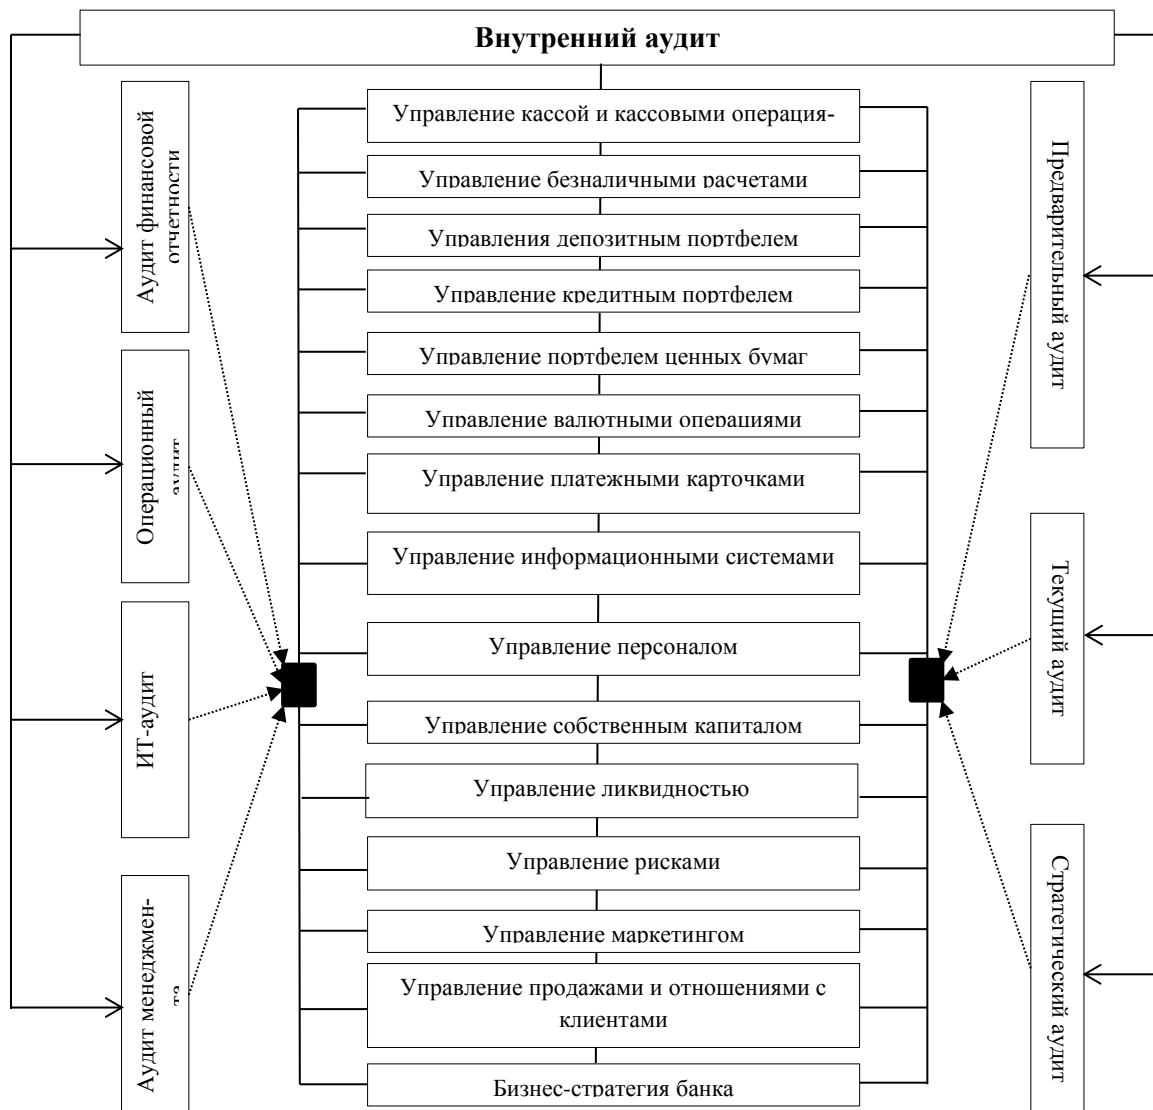 Внутренний аудит
Аудит финансовой
отчетности
Операционный
аудит
ИТ-аудит
Аудит менеджмен-
та
Управление кассой и кассовыми операция-
Управление безналичными расчетами
Управления депозитным портфелем
Управление кредитным портфелем
Управление портфелем ценных бумаг
Управление валютными операциями
Управление платежными карточками
Управление информационными системами
Управление персоналом
Управление собственным капиталом
Управление ликвидностью
Управление рисками
Управление маркетингом
Управление продажами и отношениями с
клиентами
Бизнес-стратегия банка
Предварительный аудит
Текущий аудит
Стратегический аудит